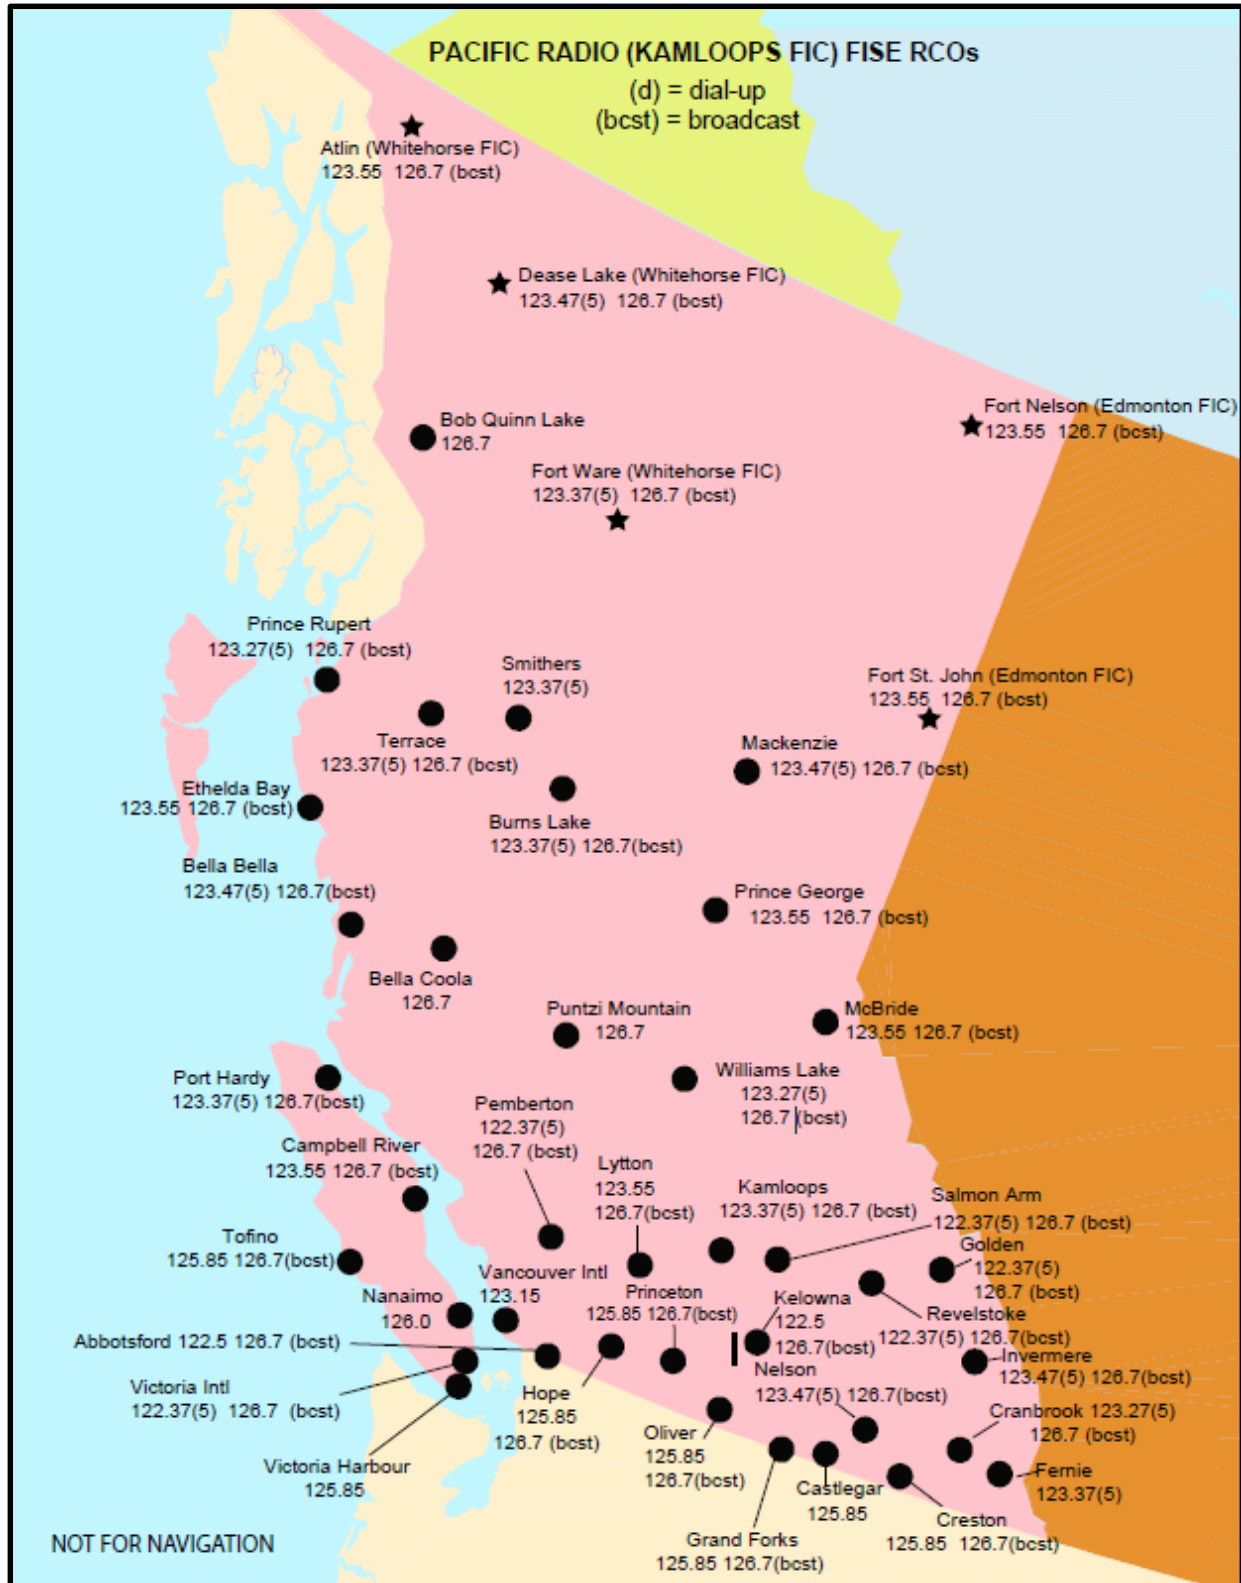 PACIFIC RADIO (KAMLOOPS FIC) FISE RCOs
(d) = dial-up
(bcst) = broadcast
Atlin (Whitehorse FIC)
123.55 126.7 (bcst)
Dease Lake (Whitehorse FIC)
123.47(5) 126.7 (bcst)
Fort Nelson (Edmonton FIC)
123.55 126.7 (bcst)
Bob Quinn Lake
126.7
Fort Ware (Whitehorse FIC)
123.37(5) 126.7 (bcst)
Prince Rupert
123.27(5) 126.7 (bcst)
Smithers
123.37(5)
Fort St. John (Edmonton FIC)
123.55 126.7 (bcst)
Terrace
123.37(5) 126.7 (bcst)
Mackenzie
123.47(5) 126.7 (bcst)
Ethelda Bay
123.55 126.7 (bcst)
Burns Lake
123.37(5) 126.7(bcst)
Bella Bella
123.47(5) 126.7(bcst)
Prince George
123.55 126.7 (bcst)
Bella Coola
126.7
Puntzi Mountain
126.7
McBride
123.55 126.7 (bcst)
Port Hardy
123.37(5) 126.7(bcst)
Williams Lake
123.27(5)
126.7 (bcst)
Pemberton
122.37(5)
126.7 (bcst)
Campbell River
123.55 126.7 (bcst)
Lytton
123.55
126.7(bcst)
Kamloops
123.37(5) 126.7 (bcst)
Salmon Arm
122.37(5) 126.7 (bcst)
Tofino
125.85 126.7(bcst)
Golden
122.37(5)
126.7 (bcst)
Vancouver Intl
123.15
Nanaimo
126.0
Princeton
125.85 126.7(bcst)
Kelowna
122.5
126.7(bcst)
Revelstoke
122.37(5) 126.7(bcst)
Abbotsford 122.5 126.7 (bcst)
Invermere
123.47(5) 126.7(bcst)
Nelson
123.47(5) 126.7(bcst)
Victoria Intl
122.37(5) 126.7 (bcst)
Hope
125.85
126.7 (bcst)
Cranbrook 123.27(5)
126.7 (bcst)
Oliver
125.85
126.7(bcst)
Victoria Harbour
125.85
Fernie
123.37(5)
Castlegar
125.85
Creston
125.85 126.7(bcst)
Grand Forks
125.85 126.7(bcst)
NOT FOR NAVIGATION